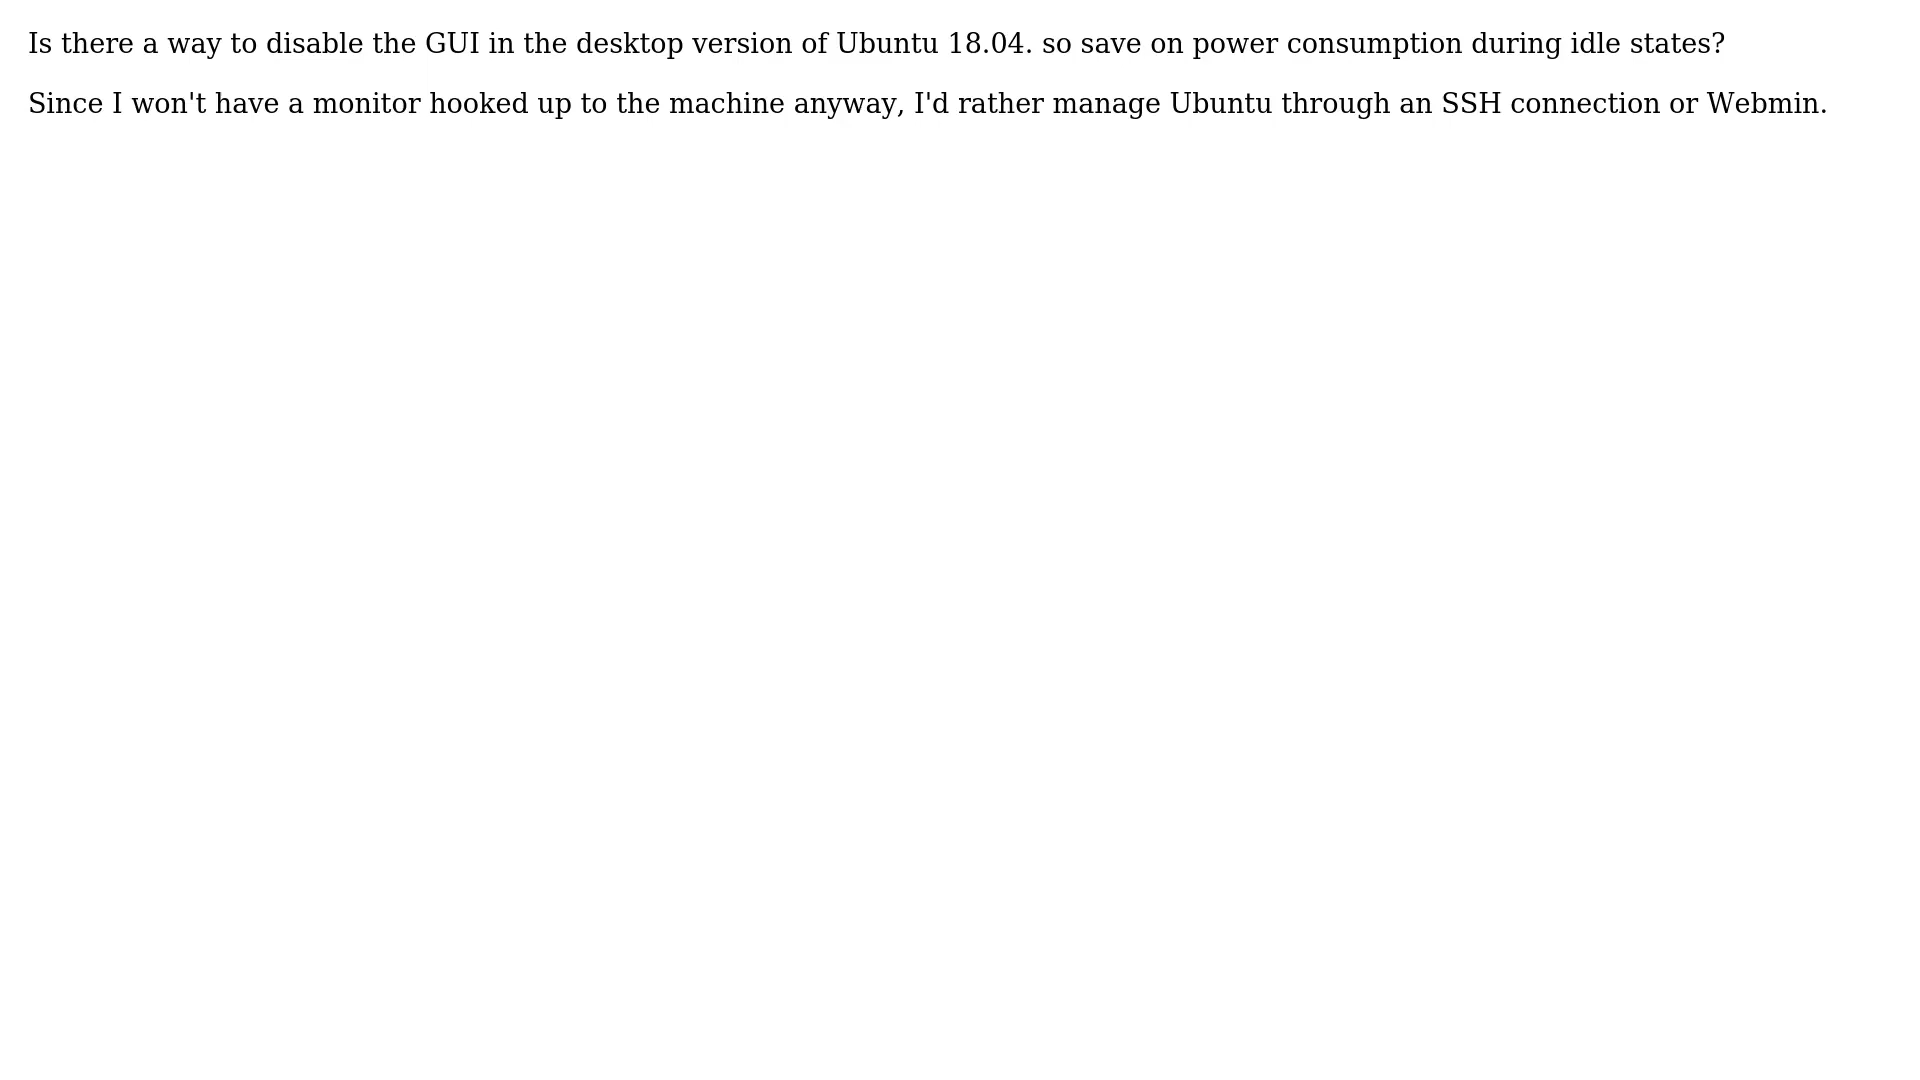 Is there a way to disable the GUI in the desktop version of Ubuntu 18.04. so save on power consumption during idle states?
Since I won't have a monitor hooked up to the machine anyway, I'd rather manage Ubuntu through an SSH connection or Webmin.